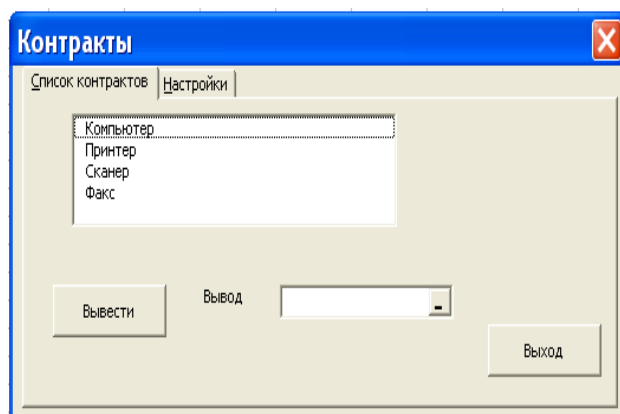 Контракты
Список контрактов Настройки
Компьютер
Принтер
Сканер
Факс
Вывести
Вывод
Выход